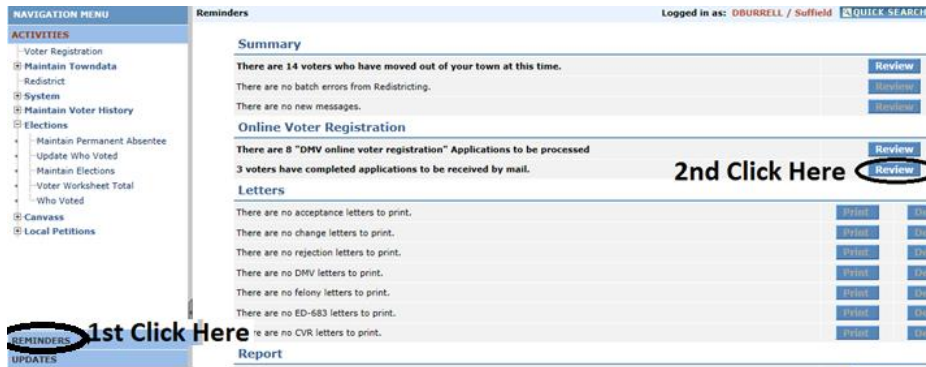 NAVIGATION MENU
Reminders
Logged in as: DBURRELL / Suffield
QUICK SEARCH
ACTIVITIES
Voter Registration
Maintain Towndata
Redistrict
System
Maintain Voter History
Elections
Maintain Permanent Absentee
Update Who Voted
Maintain Elections
Voter Worksheet Total
Who Voted
Canvass
Local Petitions
REMINDERS
UPDATES
1st Click Here
Summary
There are 14 voters who have moved out of your town at this time. Review
There are no batch errors from Redistricting. Review
There are no new messages. Review
Online Voter Registration
There are 8 "DMV online voter registration" Applications to be processed Review
3 voters have completed applications to be received by mail. 2nd Click Here Review
Letters
There are no acceptance letters to print. Print De
There are no change letters to print. Print De
There are no rejection letters to print. Print De
There are no DMV letters to print. Print De
There are no felony letters to print. Print De
There are no ED-683 letters to print. Print De
re are no CVR letters to print. Print De
Report